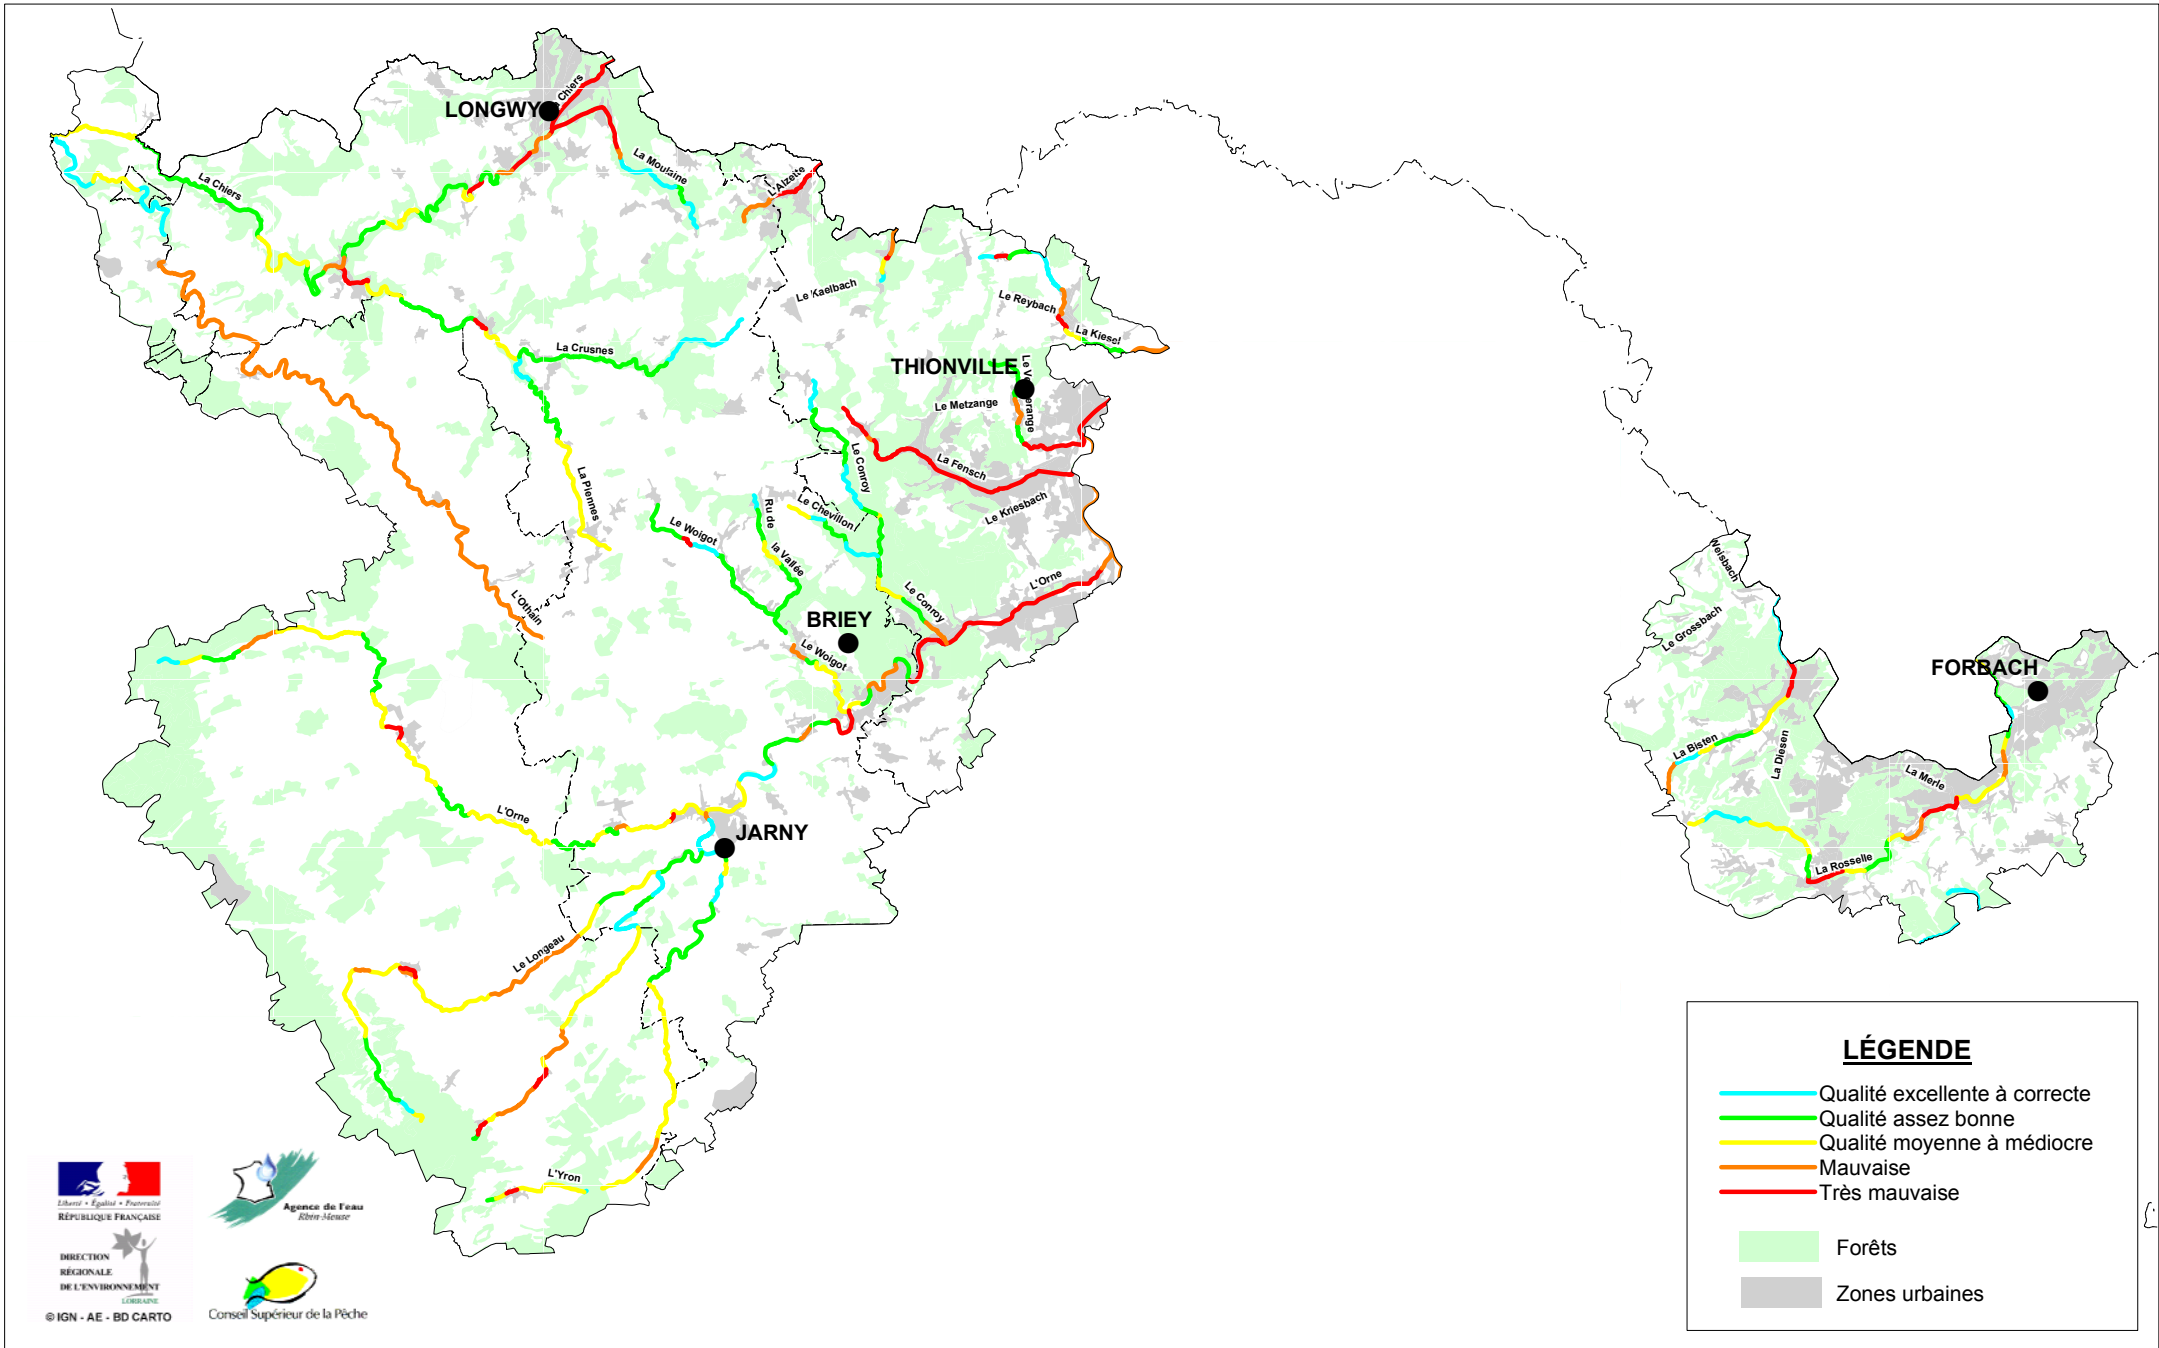 LONGWY
La Chiers
La Moulaine
L'Alzette
La Chiers
Le Kaelbach
Le Reybach
La Kiesel
La Crusnes
THIONVILLE
Le Metzange
La Fensch
Le Conroy
La Piennes
Le Kriesbach
Le Chevillon
Ru de
la Vallée
Le Woigot
L'Orne
L'Othain
Le Conroy
BRIEY
Le Woigot
Weisbach
Le Grossbach
FORBACH
La Bisten
La Diesen
La Merle
La Rosselle
L'Orne
JARNY
Le Longeau
L'Yron
LÉGENDE
Qualité excellente à correcte
Qualité assez bonne
Qualité moyenne à médiocre
Mauvaise
Très mauvaise
Forêts
Zones urbaines
Liberté • Égalité • Fraternité
RÉPUBLIQUE FRANÇAISE
Agence de l'eau
Rhin-Meuse
DIRECTION
RÉGIONALE
DE L'ENVIRONNEMENT
LORRAINE
© IGN - AE - BD CARTO
Conseil Supérieur de la Pêche